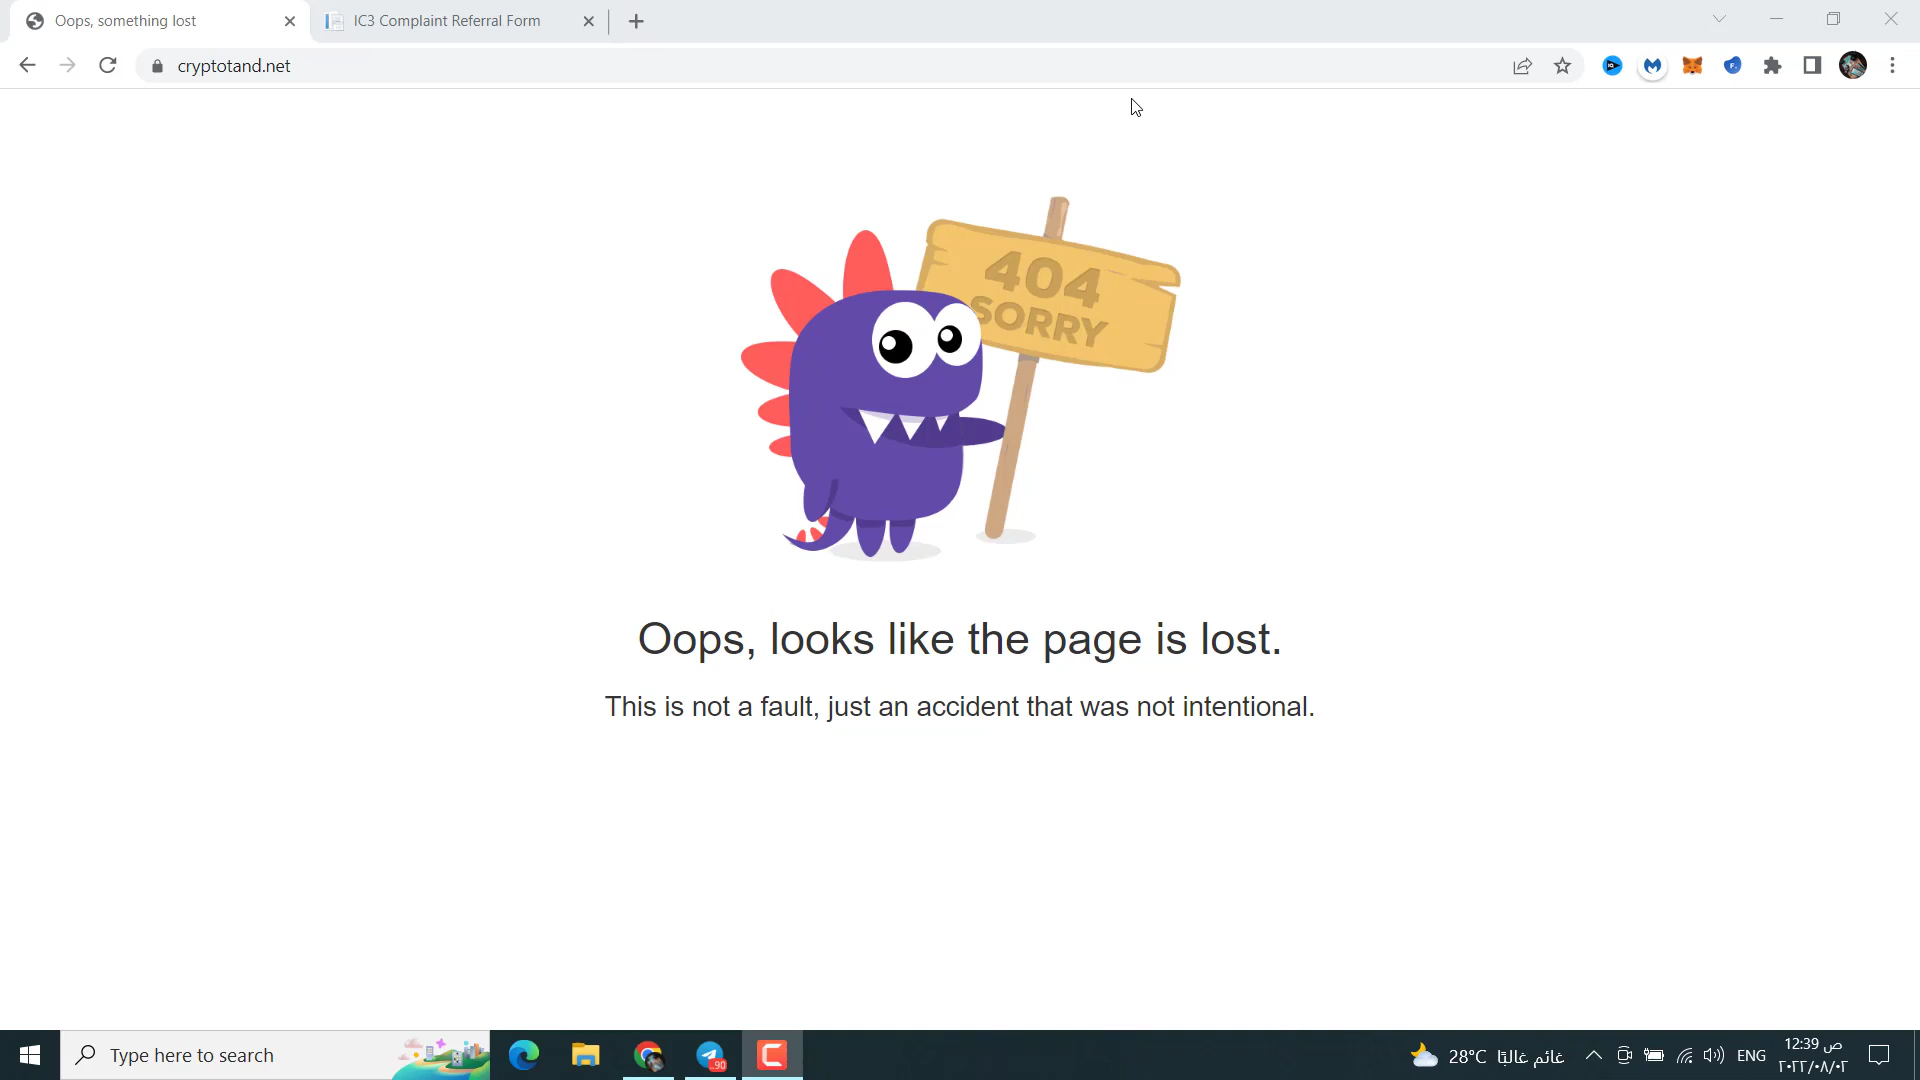 Oops, something lost
IC3 Complaint Referral Form
cryptotand.net
404
SORRY
Oops, looks like the page is lost.
This is not a fault, just an accident that was not intentional.
Type here to search
90
28°C غائم غالبًا
ENG
12:39 ص
٢٠٢٢/٠٨/٠٢